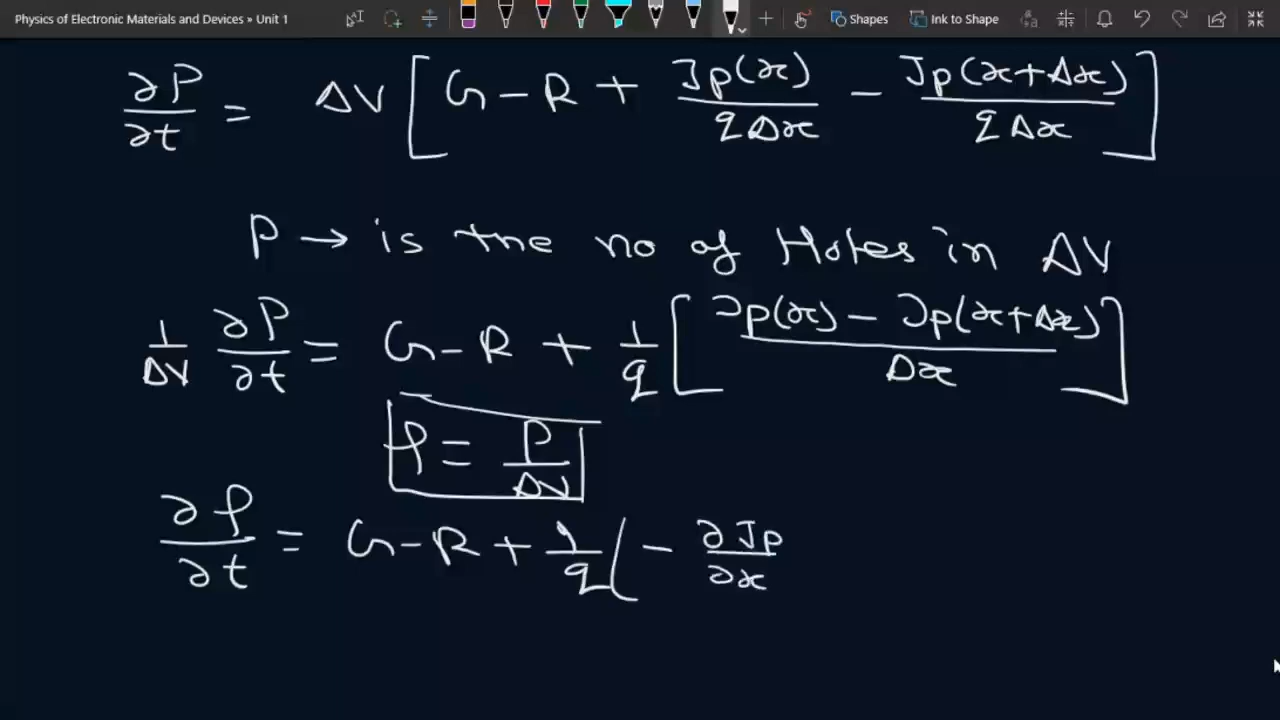 Physics of Electronic Materials and Devices » Unit 1
Shapes
Ink to Shape
∂P/∂t = ΔV [ G - R + Jp(x)/qΔx - Jp(x+Δx)/qΔx ]
P → is the no of Holes in ΔV
1/ΔV ∂P/∂t = G - R + 1/q [ Jp(x) - Jp(x+Δx) / Δx ]
p = P/ΔV
∂p/∂t = G - R + 1/q ( - ∂Jp/∂x